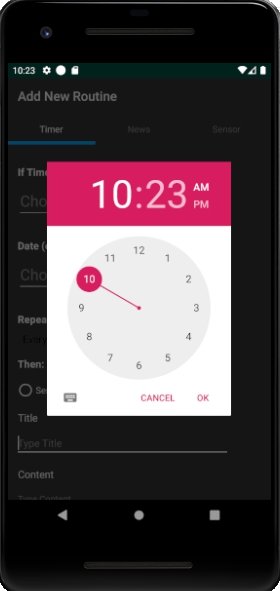 10:23
Add New Routine
Timer News Sensor
If Time
Cho
10:23 AM
PM
12
11 1
10 2
9 3
8 4
7 5
6
Date (
Cho
Repea
Every
Then:
Se
CANCEL OK
Title
Type Title
Content
Type Content